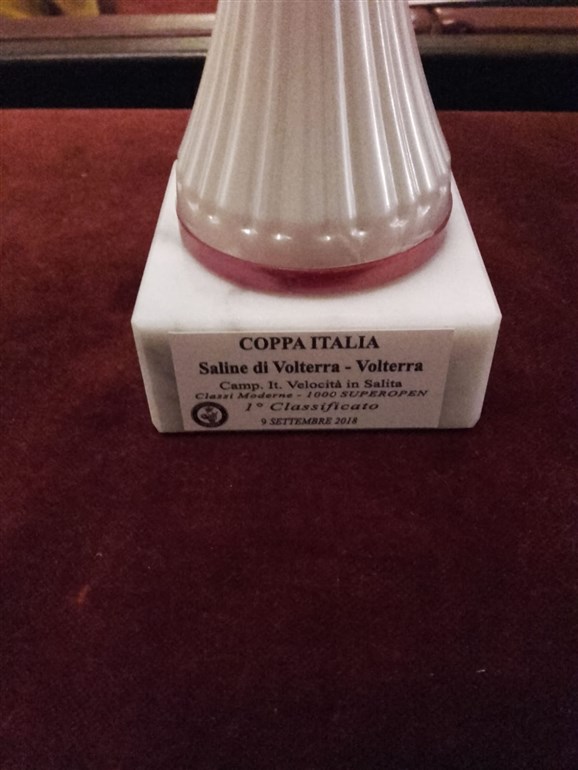 COPPA ITALIA
Saline di Volterra - Volterra
Camp. It. Velocità in Salita
Classi Moderne - 1000 SUPEROPEN
1° Classificato
9 SETTEMBRE 2018